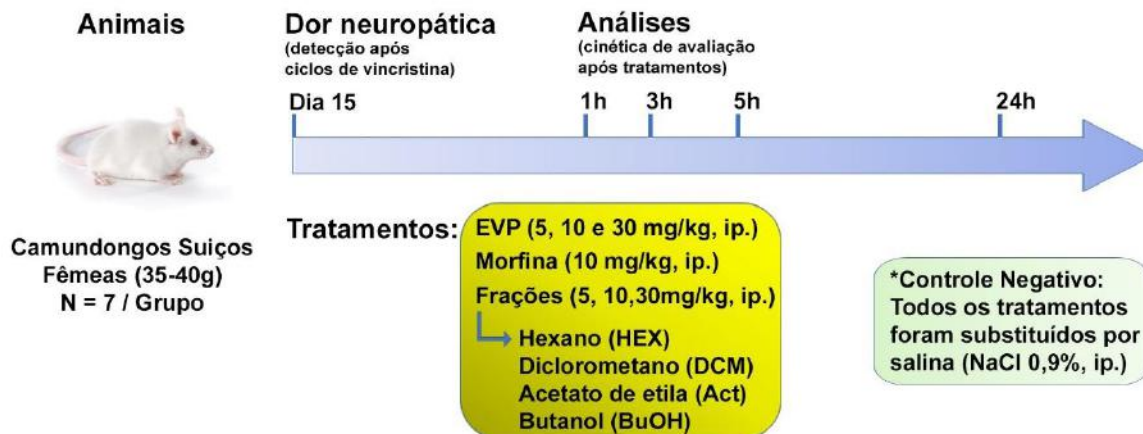 Animais
Camundongos Suiços
Fêmeas (35-40g)
N = 7 / Grupo
Dor neuropática
(detecção após
ciclos de vincristina)
Dia 15
Análises
(cinética de avaliação
após tratamentos)
1h
3h
5h
24h
Tratamentos:
EVP (5, 10 e 30 mg/kg, ip.)
Morfina (10 mg/kg, ip.)
Frações (5, 10,30mg/kg, ip.)
Hexano (HEX)
Diclorometano (DCM)
Acetato de etila (Act)
Butanol (BuOH)
*Controle Negativo:
Todos os tratamentos
foram substituídos por
salina (NaCl 0,9%, ip.)